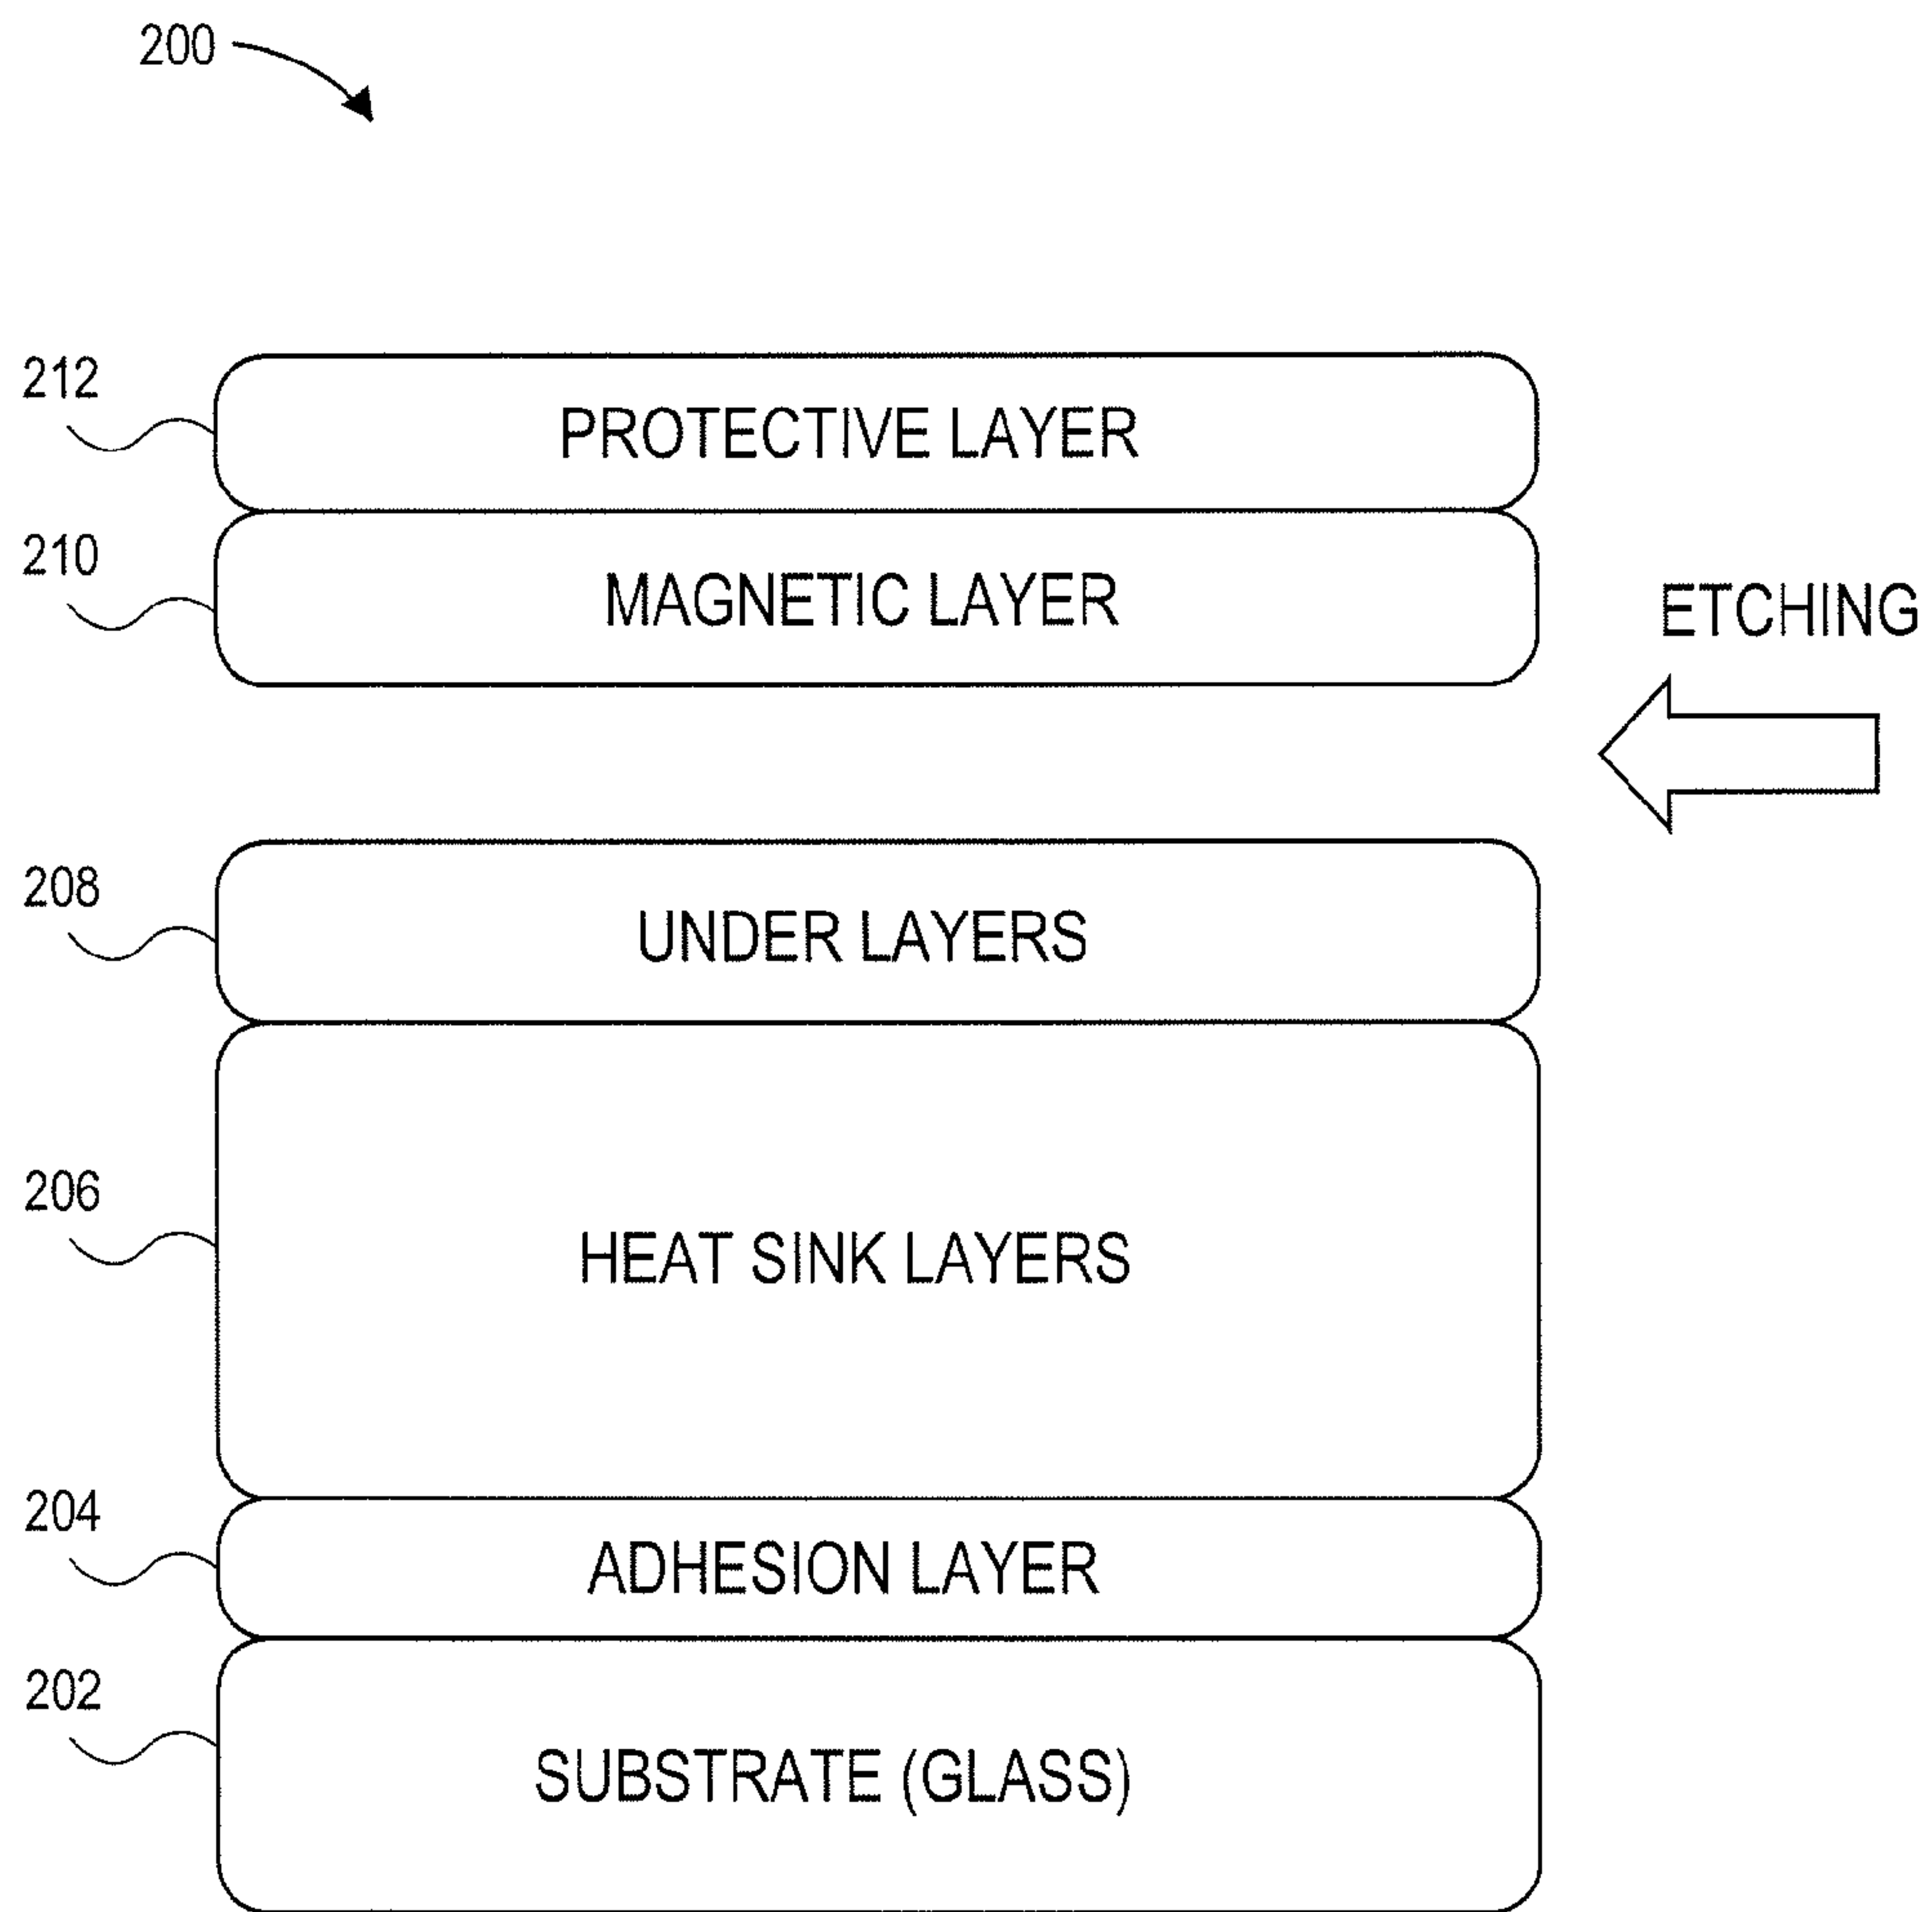 200
212
PROTECTIVE LAYER
210
MAGNETIC LAYER
ETCHING
208
UNDER LAYERS
206
HEAT SINK LAYERS
204
ADHESION LAYER
202
SUBSTRATE (GLASS)